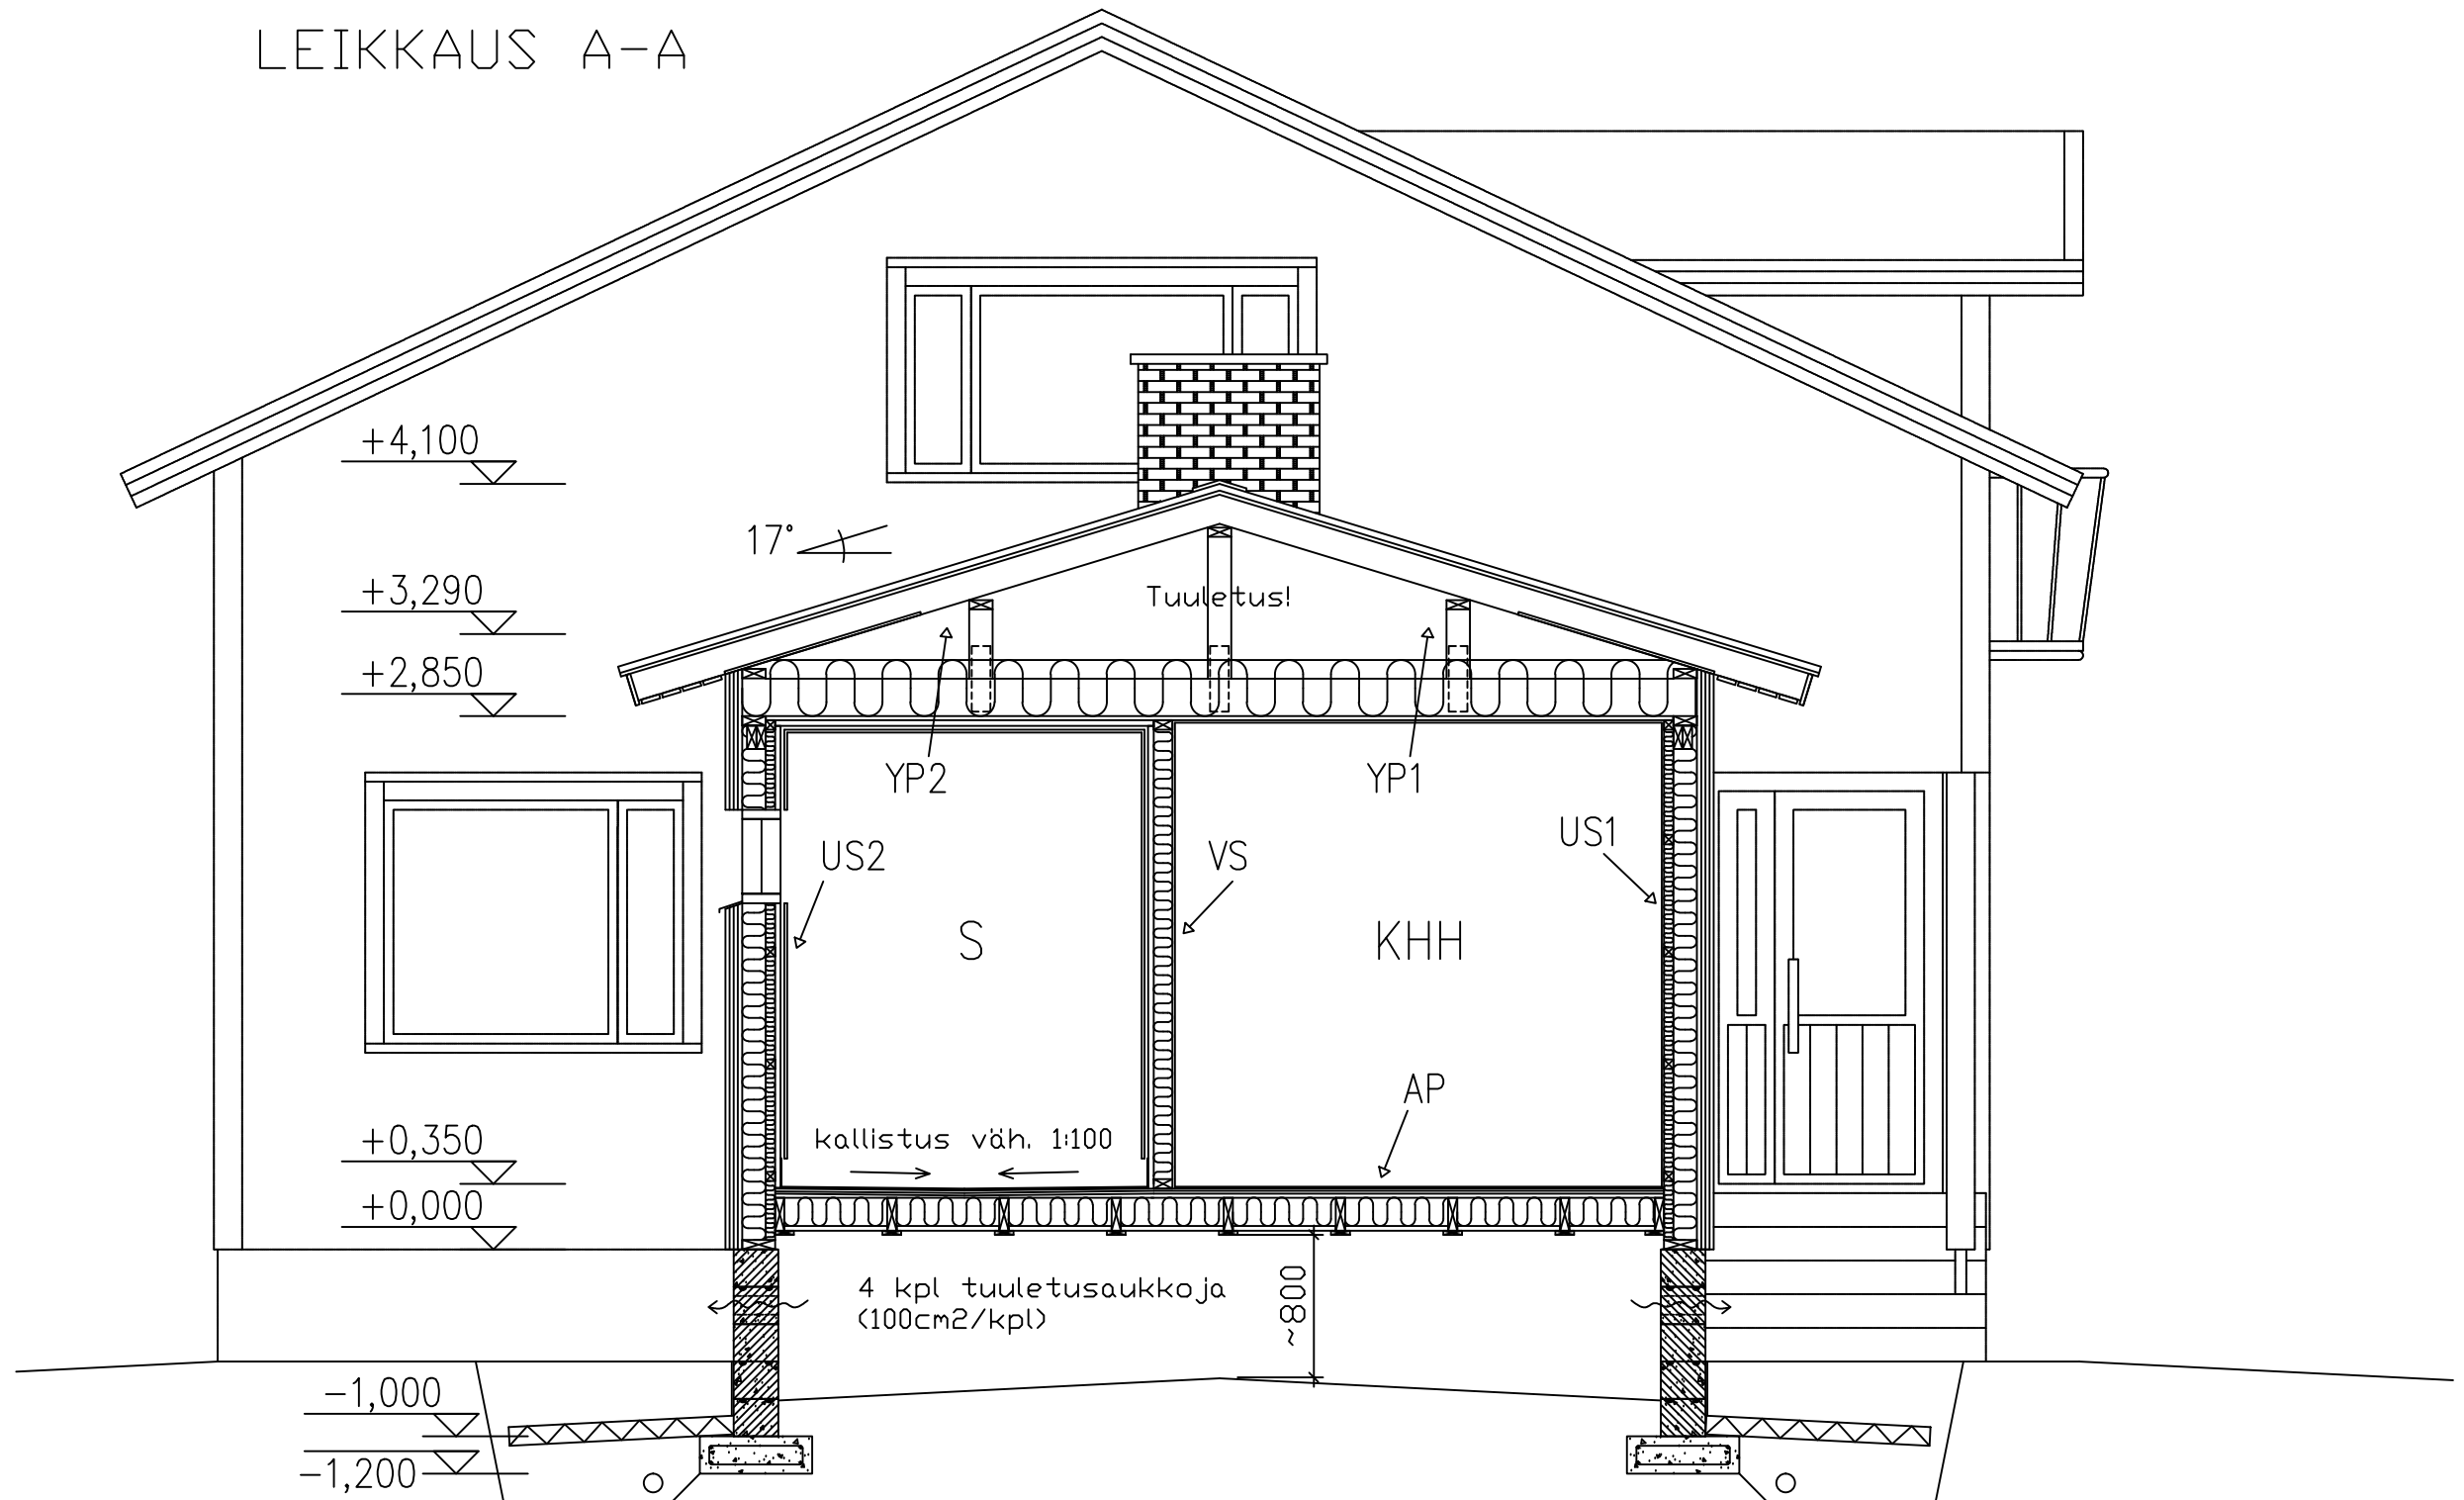 LEIKKAUS A-A
+4,100
17°
+3,290
Tuuletus!
+2,850
YP2
YP1
US2
VS
US1
S
KHH
AP
+0,350
kallistus väh. 1:100
+0,000
4 kpl tuuletusaukkoja
(100cm2/kpl)
~800
-1,000
-1,200